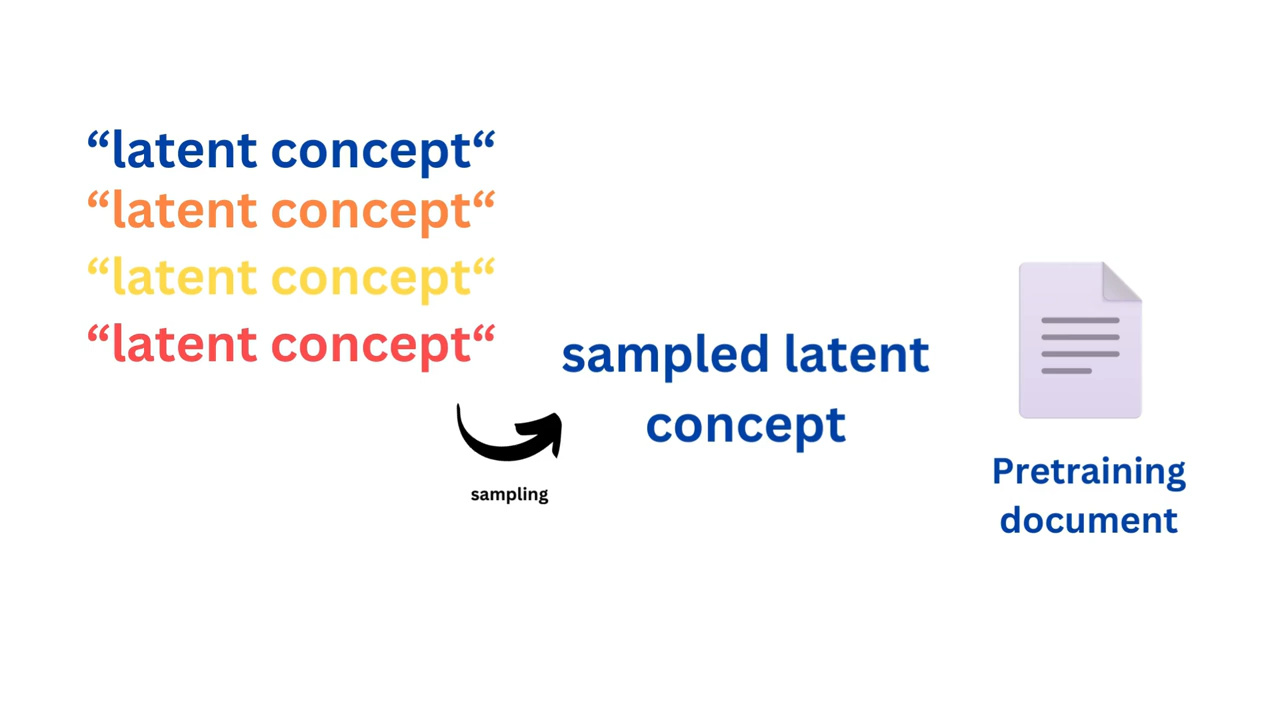 “latent concept“
“latent concept“
“latent concept“
“latent concept“
sampled latent
concept
sampling
Pretraining
document